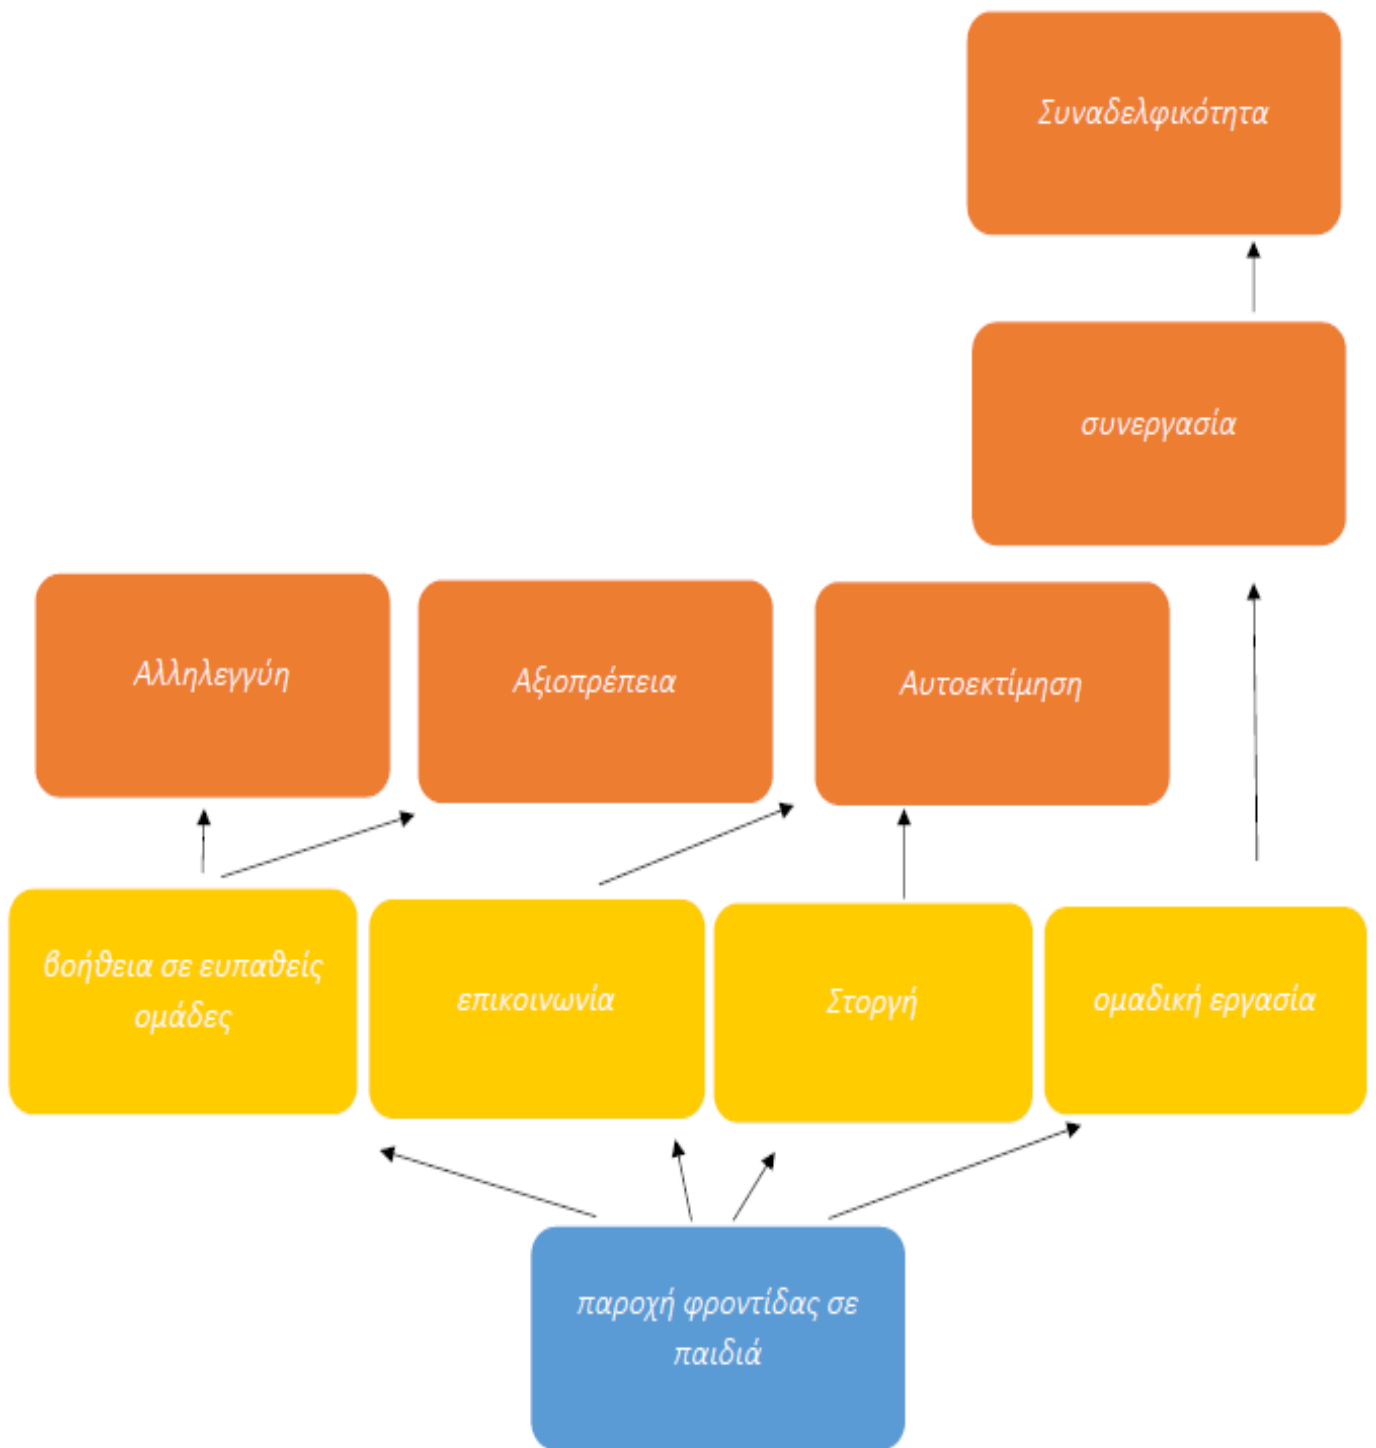 Συναδελφικότητα
συνεργασία
Αλληλεγγύη
Αξιοπρέπεια
Αυτοεκτίμηση
βοήθεια σε ευπαθείς
ομάδες
επικοινωνία
Στοργή
ομαδική εργασία
παροχή φροντίδας σε
παιδιά